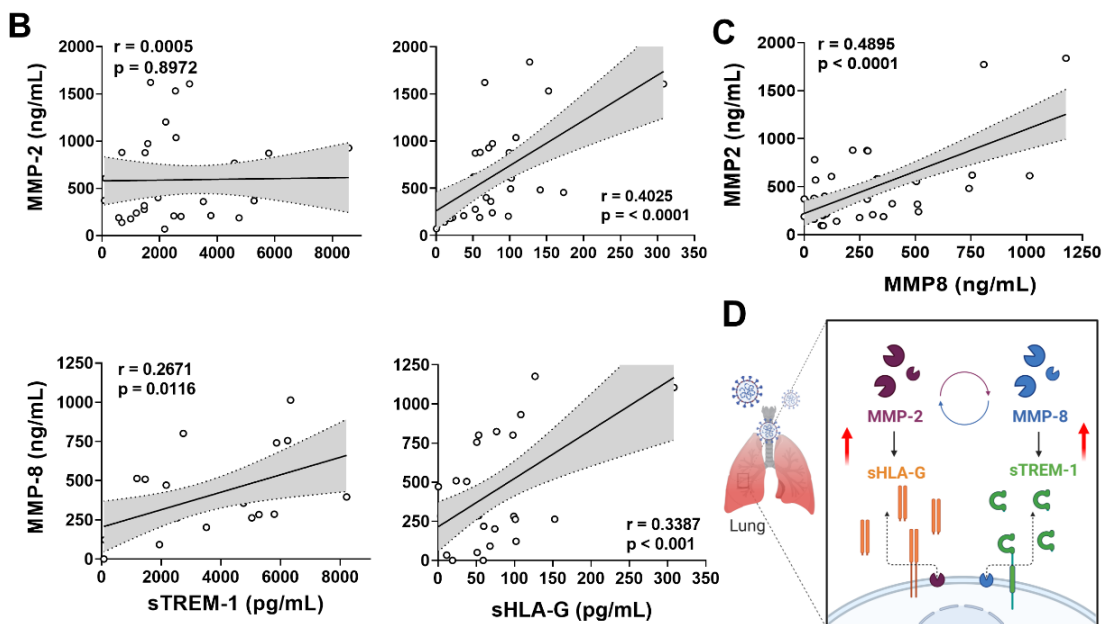 B
2000
1500
1000
500
0
MMP-2 (ng/mL)
r = 0.0005
p = 0.8972
0 2000 4000 6000 8000
2000
1500
1000
500
0
r = 0.4025
p = < 0.0001
0 50 100 150 200 250 300 350
C
2000
1500
1000
500
0
MMP2 (ng/mL)
r = 0.4895
p < 0.0001
0 250 500 750 1000 1250
MMP8 (ng/mL)
1250
1000
750
500
250
0
MMP-8 (ng/mL)
r = 0.2671
p = 0.0116
0 2000 4000 6000 8000
sTREM-1 (pg/mL)
1250
1000
750
500
250
0
r = 0.3387
p < 0.001
0 50 100 150 200 250 300 350
sHLA-G (pg/mL)
D
Lung
MMP-2 MMP-8
sHLA-G sTREM-1